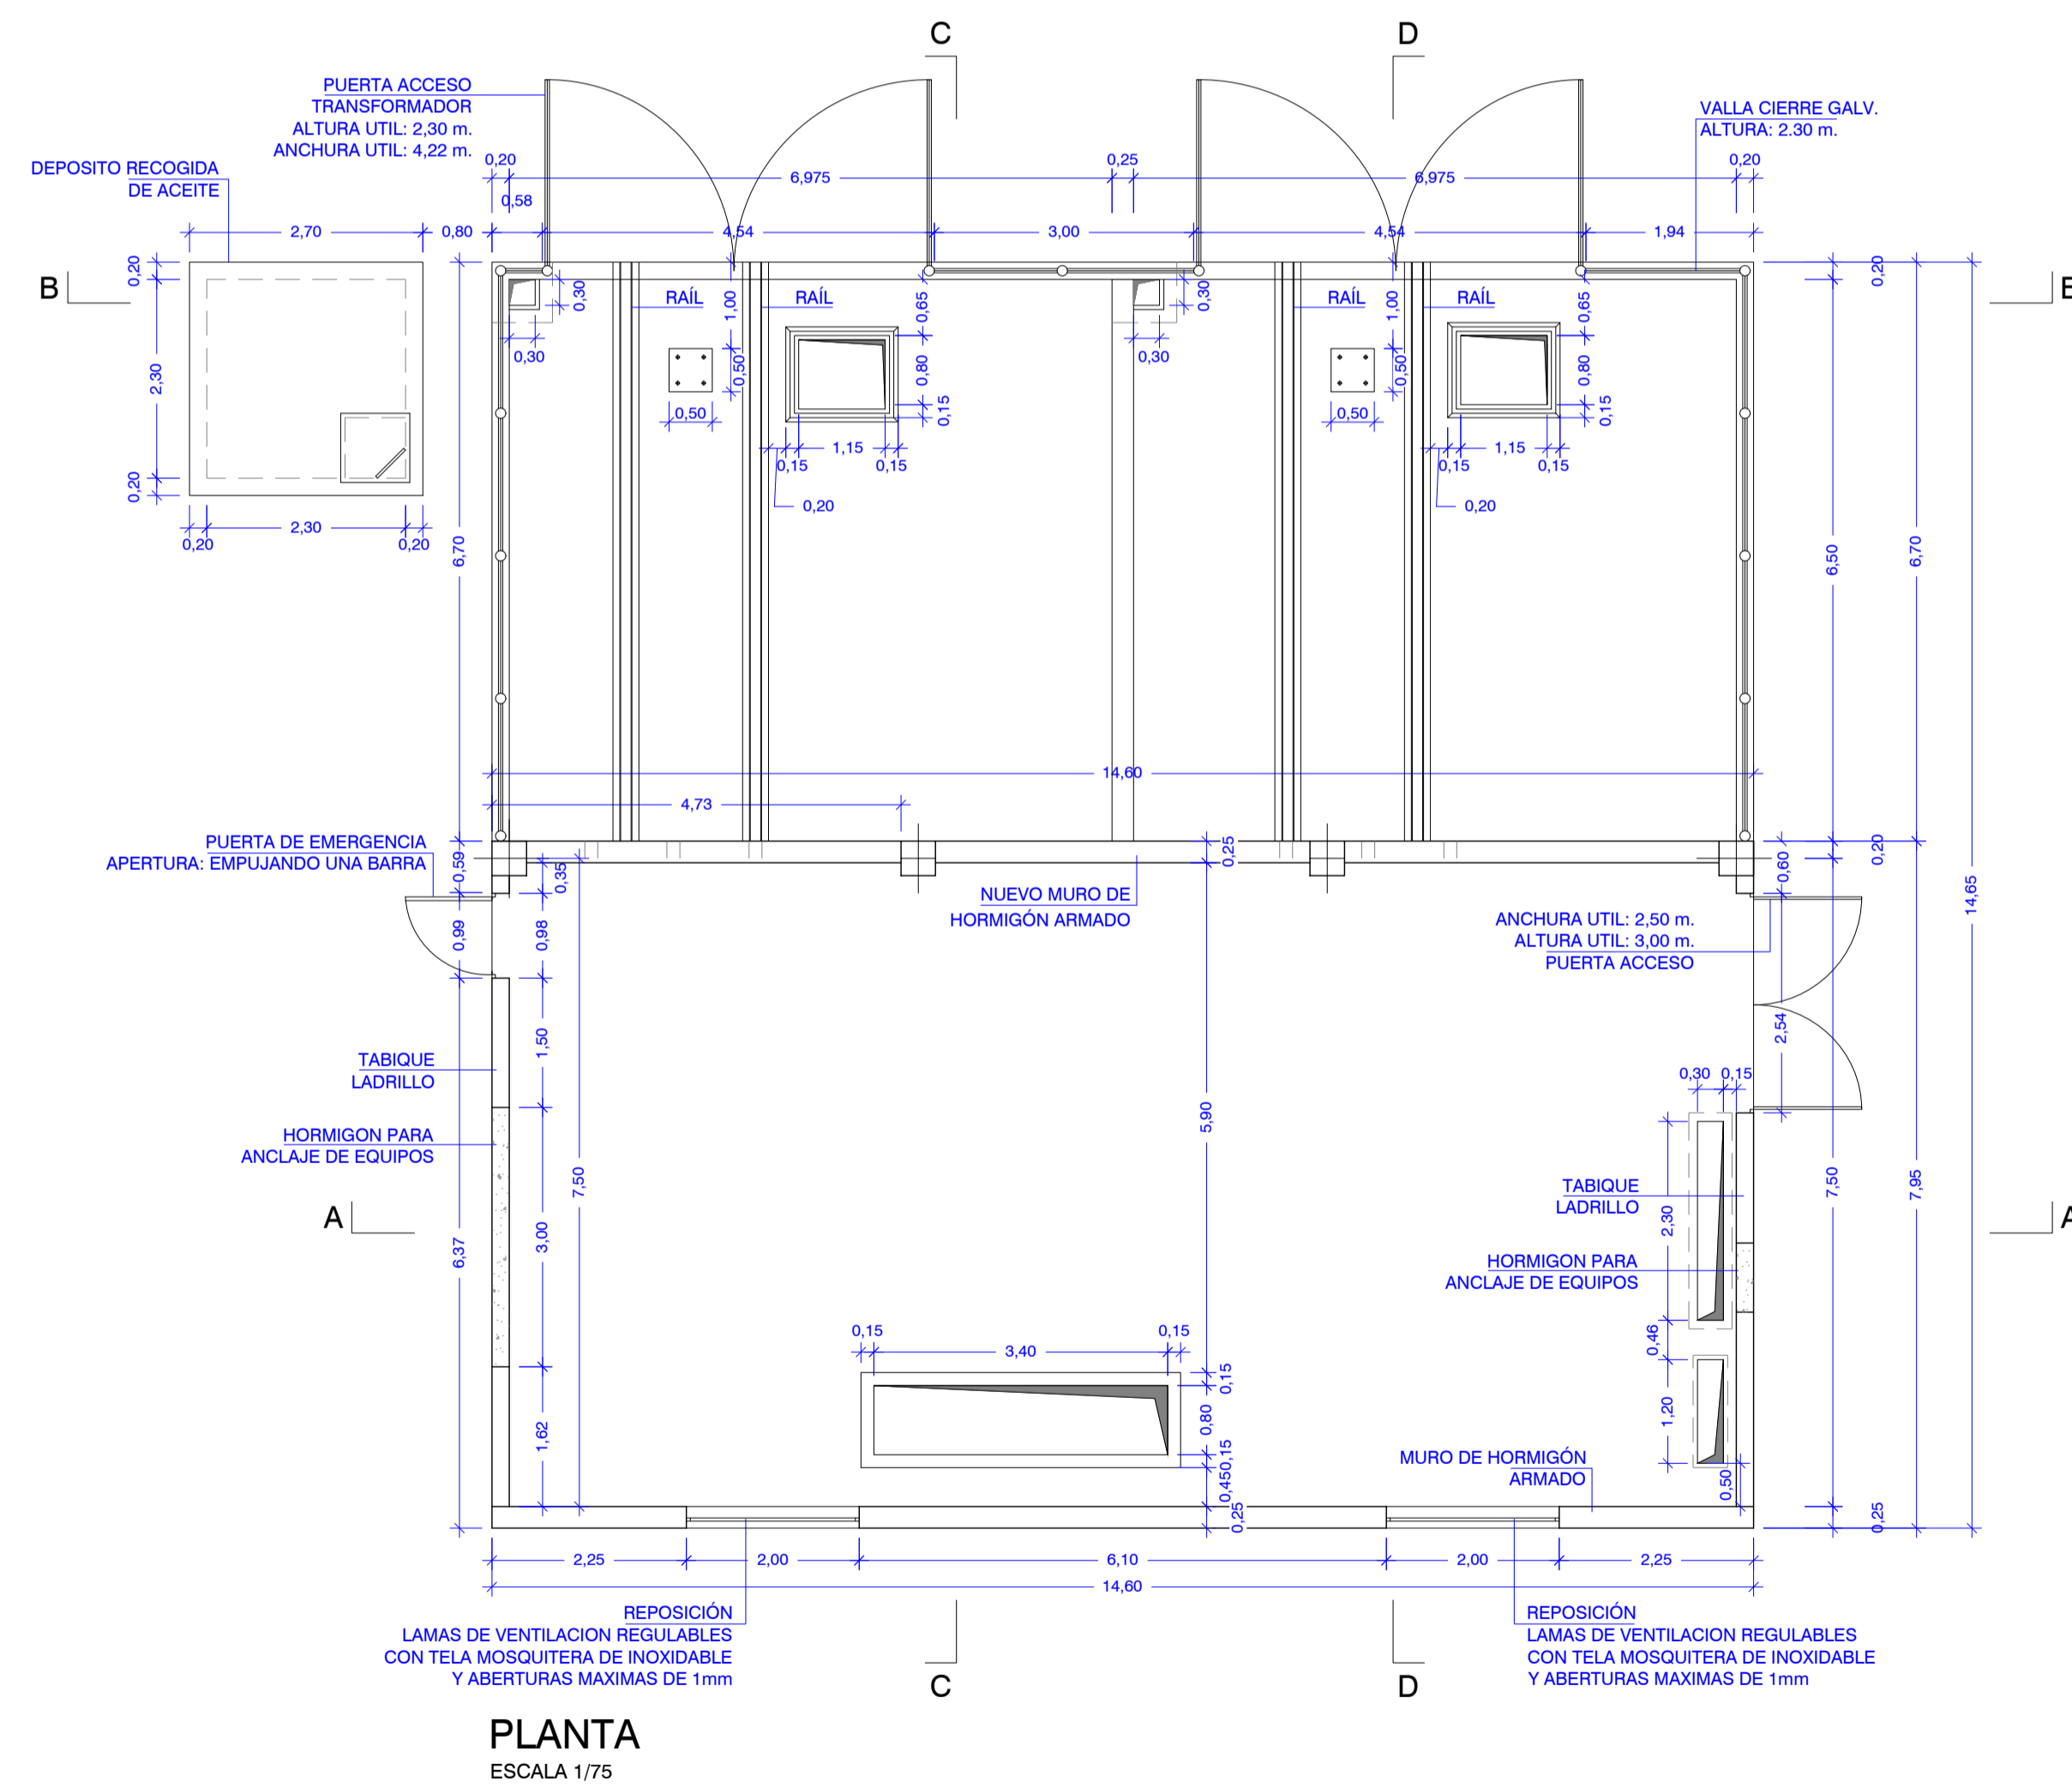 C
D
PUERTA ACCESO
TRANSFORMADOR
ALTURA UTIL: 2,30 m.
ANCHURA UTIL: 4,22 m.
VALLA CIERRE GALV.
ALTURA: 2.30 m.
DEPOSITO RECOGIDA
DE ACEITE
0,20
6,975
0,25
6,975
0,20
0,58
2,70
0,80
4,54
3,00
4,54
1,94
B
0,20
2,30
0,20
0,20
2,30
0,20
0,30
0,30
RAÍL
1,00
RAÍL
0,65
0,50
0,50
0,80
0,15
0,15
1,15
0,15
0,20
0,30
0,30
RAÍL
1,00
RAÍL
0,65
0,50
0,50
0,80
0,15
0,15
1,15
0,15
0,20
0,20
6,70
6,50
6,70
14,65
14,60
4,73
PUERTA DE EMERGENCIA
APERTURA: EMPUJANDO UNA BARRA
0,59
0,35
0,25
0,60
0,20
NUEVO MURO DE
HORMIGÓN ARMADO
0,99
0,98
ANCHURA UTIL: 2,50 m.
ALTURA UTIL: 3,00 m.
PUERTA ACCESO
2,54
1,50
TABIQUE
LADRILLO
0,30
0,15
HORMIGON PARA
ANCLAJE DE EQUIPOS
5,90
7,50
7,50
7,95
A
A
6,37
3,00
TABIQUE
LADRILLO
2,30
HORMIGON PARA
ANCLAJE DE EQUIPOS
0,46
0,15
3,40
0,15
0,15
0,80
0,15
0,45
0,25
1,62
1,20
0,50
MURO DE HORMIGÓN
ARMADO
0,25
2,25
2,00
6,10
2,00
2,25
14,60
REPOSICIÓN
LAMAS DE VENTILACION REGULABLES
CON TELA MOSQUITERA DE INOXIDABLE
Y ABERTURAS MAXIMAS DE 1mm
REPOSICIÓN
LAMAS DE VENTILACION REGULABLES
CON TELA MOSQUITERA DE INOXIDABLE
Y ABERTURAS MAXIMAS DE 1mm
C
D
PLANTA
ESCALA 1/75